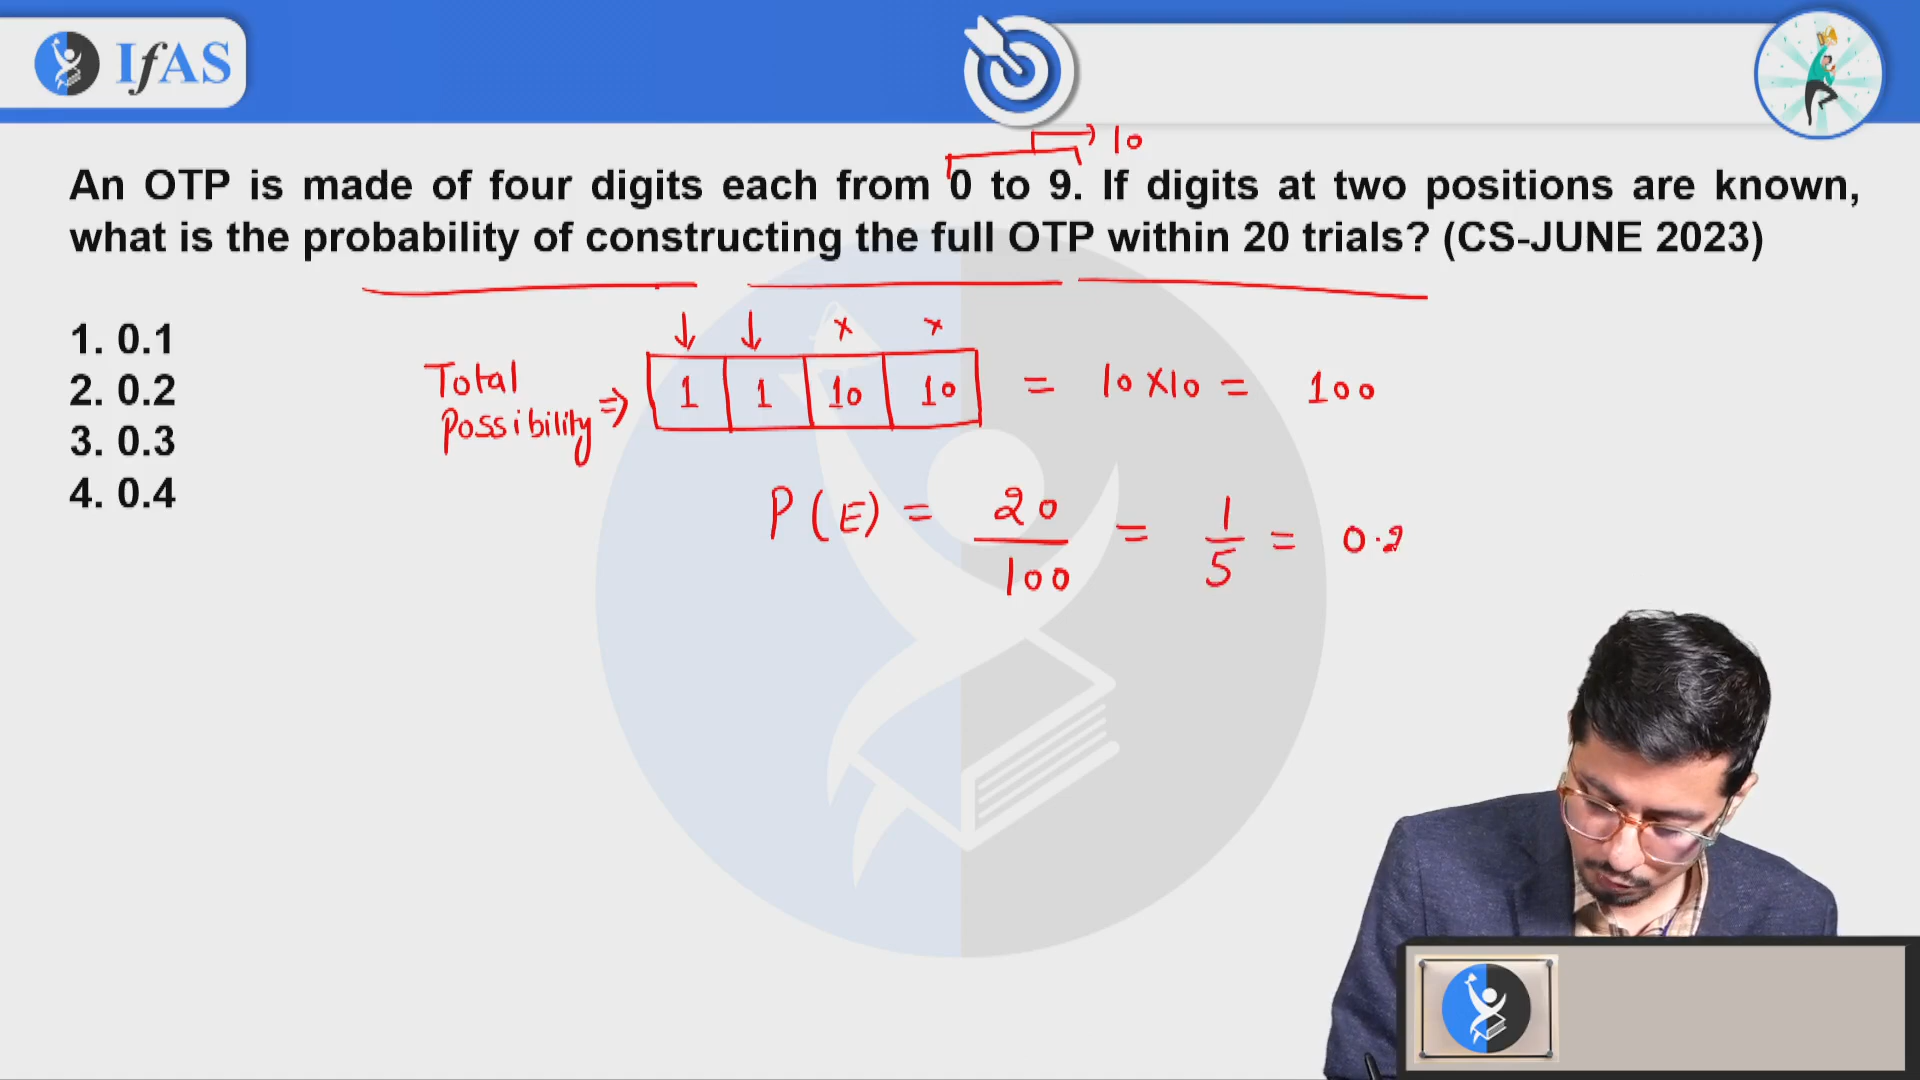 IfAS
10
An OTP is made of four digits each from 0 to 9. If digits at two positions are known,
what is the probability of constructing the full OTP within 20 trials? (CS-JUNE 2023)
1. 0.1
2. 0.2
3. 0.3
4. 0.4
↓ ↓ x x
Total
Possibility ⇒ 1 1 10 10 = 10 x 10 = 100
P(E) = 20/100 = 1/5 = 0.2